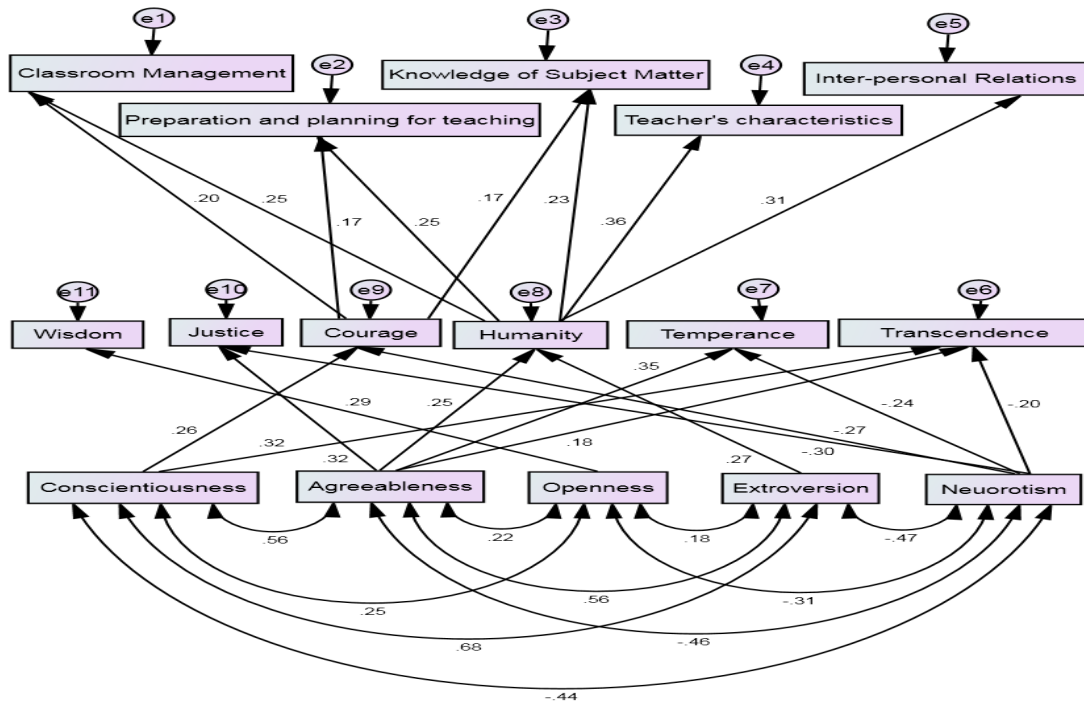 e1
e3
e5
e2
e4
Classroom Management
Knowledge of Subject Matter
Inter-personal Relations
Preparation and planning for teaching
Teacher's characteristics
.20
.25
.17
.25
.17
.23
.36
.31
e11
e10
e9
e8
e7
e6
Wisdom
Justice
Courage
Humanity
Temperance
Transcendence
.35
.29
.25
-.24
-.20
.26
.32
.18
-.27
.32
.27
-.30
Conscientiousness
Agreeableness
Openness
Extroversion
Neuorotism
.56
.22
.18
-.47
.25
.56
-.31
.68
-.46
-.44